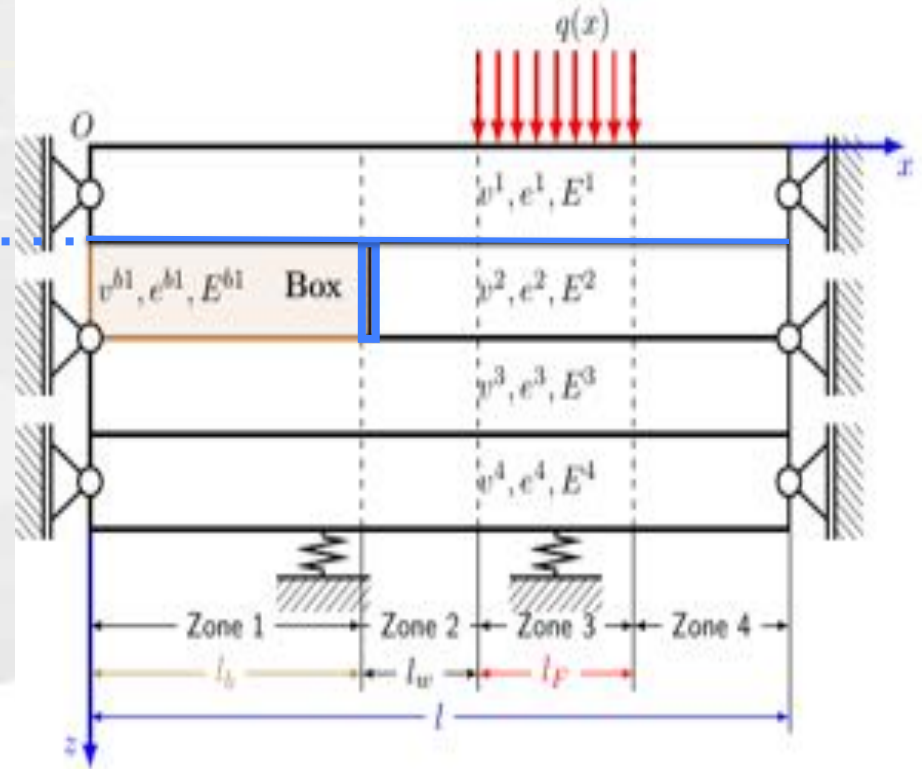 q(x)
O
x
v¹, e¹, E¹
v^{b1}, e^{b1}, E^{b1} Box
v², e², E²
v³, e³, E³
v⁴, e⁴, E⁴
Zone 1 Zone 2 Zone 3 Zone 4
l_b l_w l_F
l
z